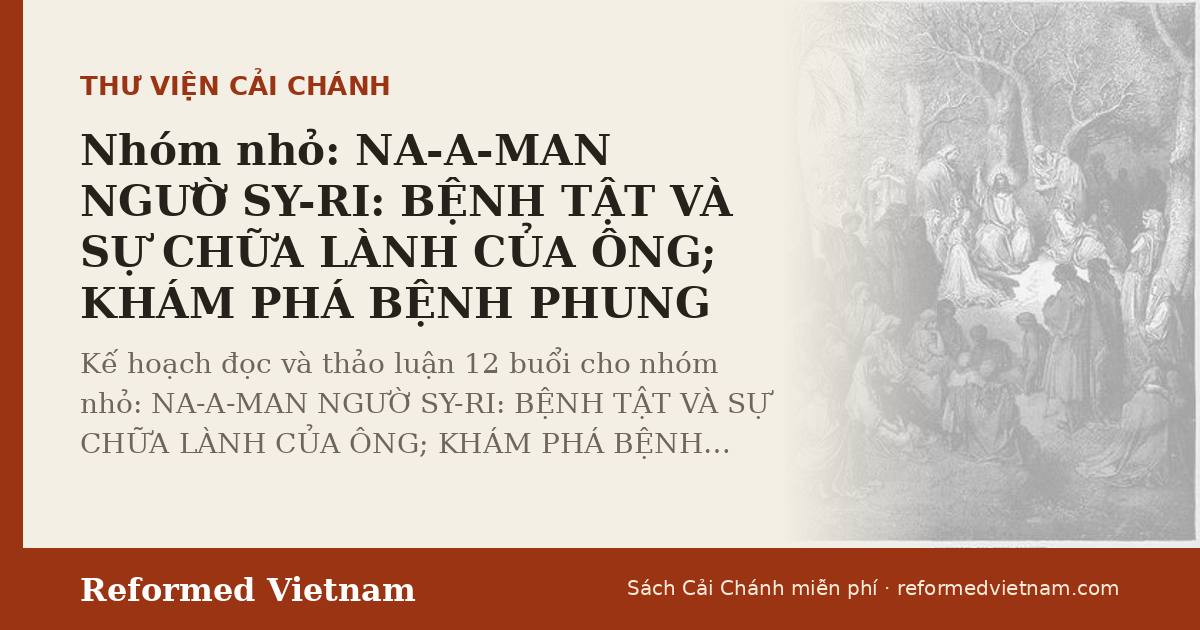 THƯ VIỆN CẢI CHÁNH
Nhóm nhỏ: NA-A-MAN
NGƯỜ SY-RI: BỆNH TẬT VÀ
SỰ CHỮA LÀNH CỦA ÔNG;
KHÁM PHÁ BỆNH PHUNG
Kế hoạch đọc và thảo luận 12 buổi cho nhóm
nhỏ: NA-A-MAN NGƯỜ SY-RI: BỆNH TẬT VÀ SỰ
CHỮA LÀNH CỦA ÔNG; KHÁM PHÁ BỆNH...
Reformed Vietnam
Sách Cải Chánh miễn phí · reformedvietnam.com